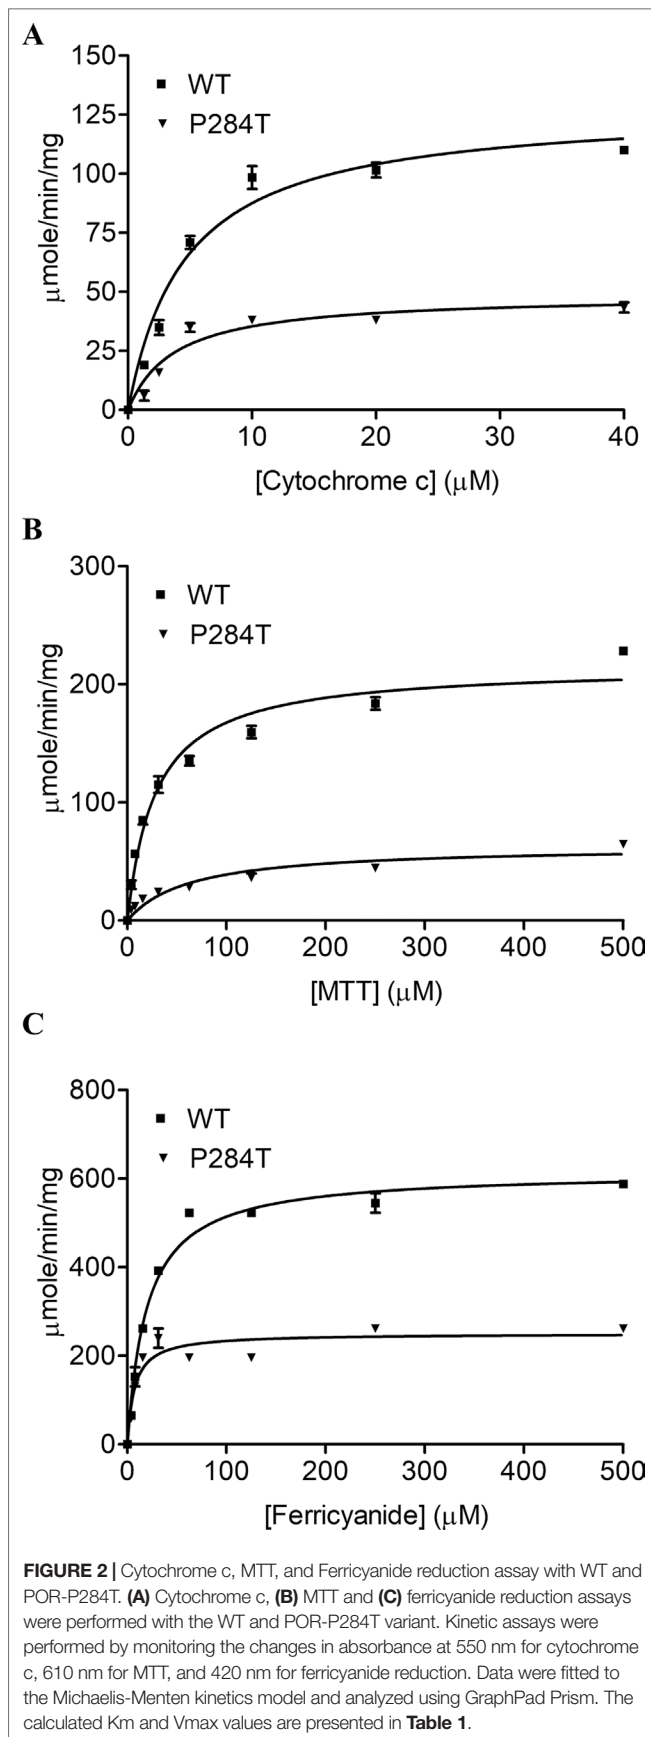 A
150
WT
125
P284T
100
75
50
25
0
µmole/min/mg
0 10 20 30 40
[Cytochrome c] (µM)
B
300
WT
P284T
200
100
0
µmole/min/mg
0 100 200 300 400 500
[MTT] (µM)
C
800
WT
P284T
600
400
200
0
µmole/min/mg
0 100 200 300 400 500
[Ferricyanide] (µM)
FIGURE 2 | Cytochrome c, MTT, and Ferricyanide reduction assay with WT and
POR-P284T. (A) Cytochrome c, (B) MTT and (C) ferricyanide reduction assays
were performed with the WT and POR-P284T variant. Kinetic assays were
performed by monitoring the changes in absorbance at 550 nm for cytochrome
c, 610 nm for MTT, and 420 nm for ferricyanide reduction. Data were fitted to
the Michaelis-Menten kinetics model and analyzed using GraphPad Prism. The
calculated Km and Vmax values are presented in Table 1.